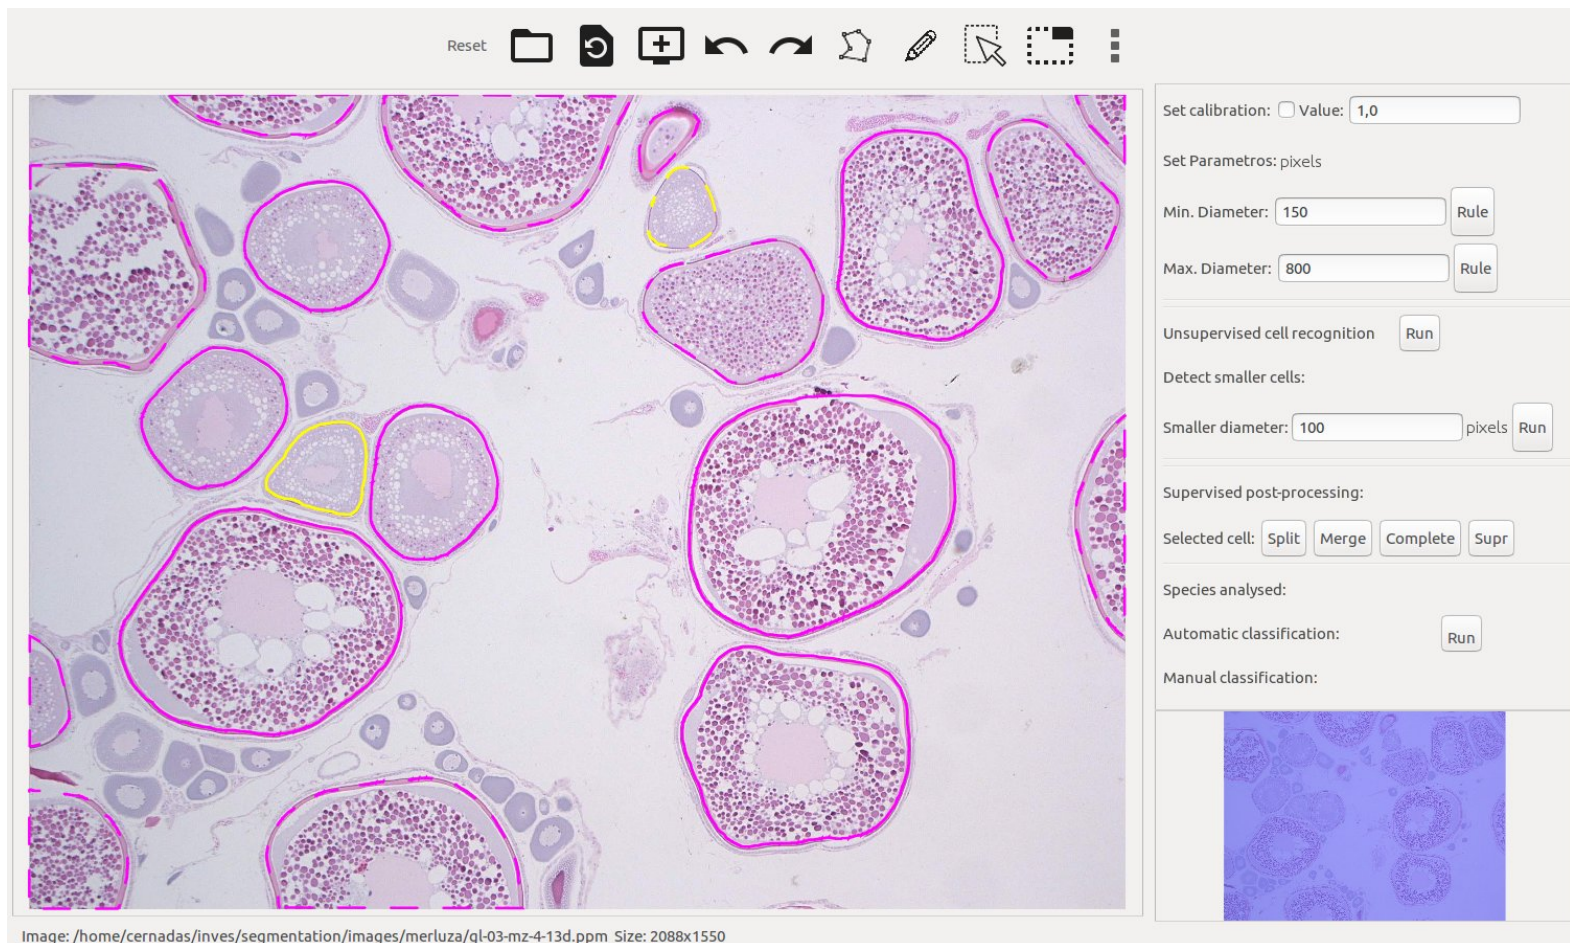 Reset
Set calibration: Value: 1,0
Set Parametros: pixels
Min. Diameter: 150 Rule
Max. Diameter: 800 Rule
Unsupervised cell recognition Run
Detect smaller cells:
Smaller diameter: 100 pixels Run
Supervised post-processing:
Selected cell: Split Merge Complete Supr
Species analysed:
Automatic classification: Run
Manual classification:
Image: /home/cernadas/inves/segmentation/images/merluza/gl-03-mz-4-13d.ppm Size: 2088x1550